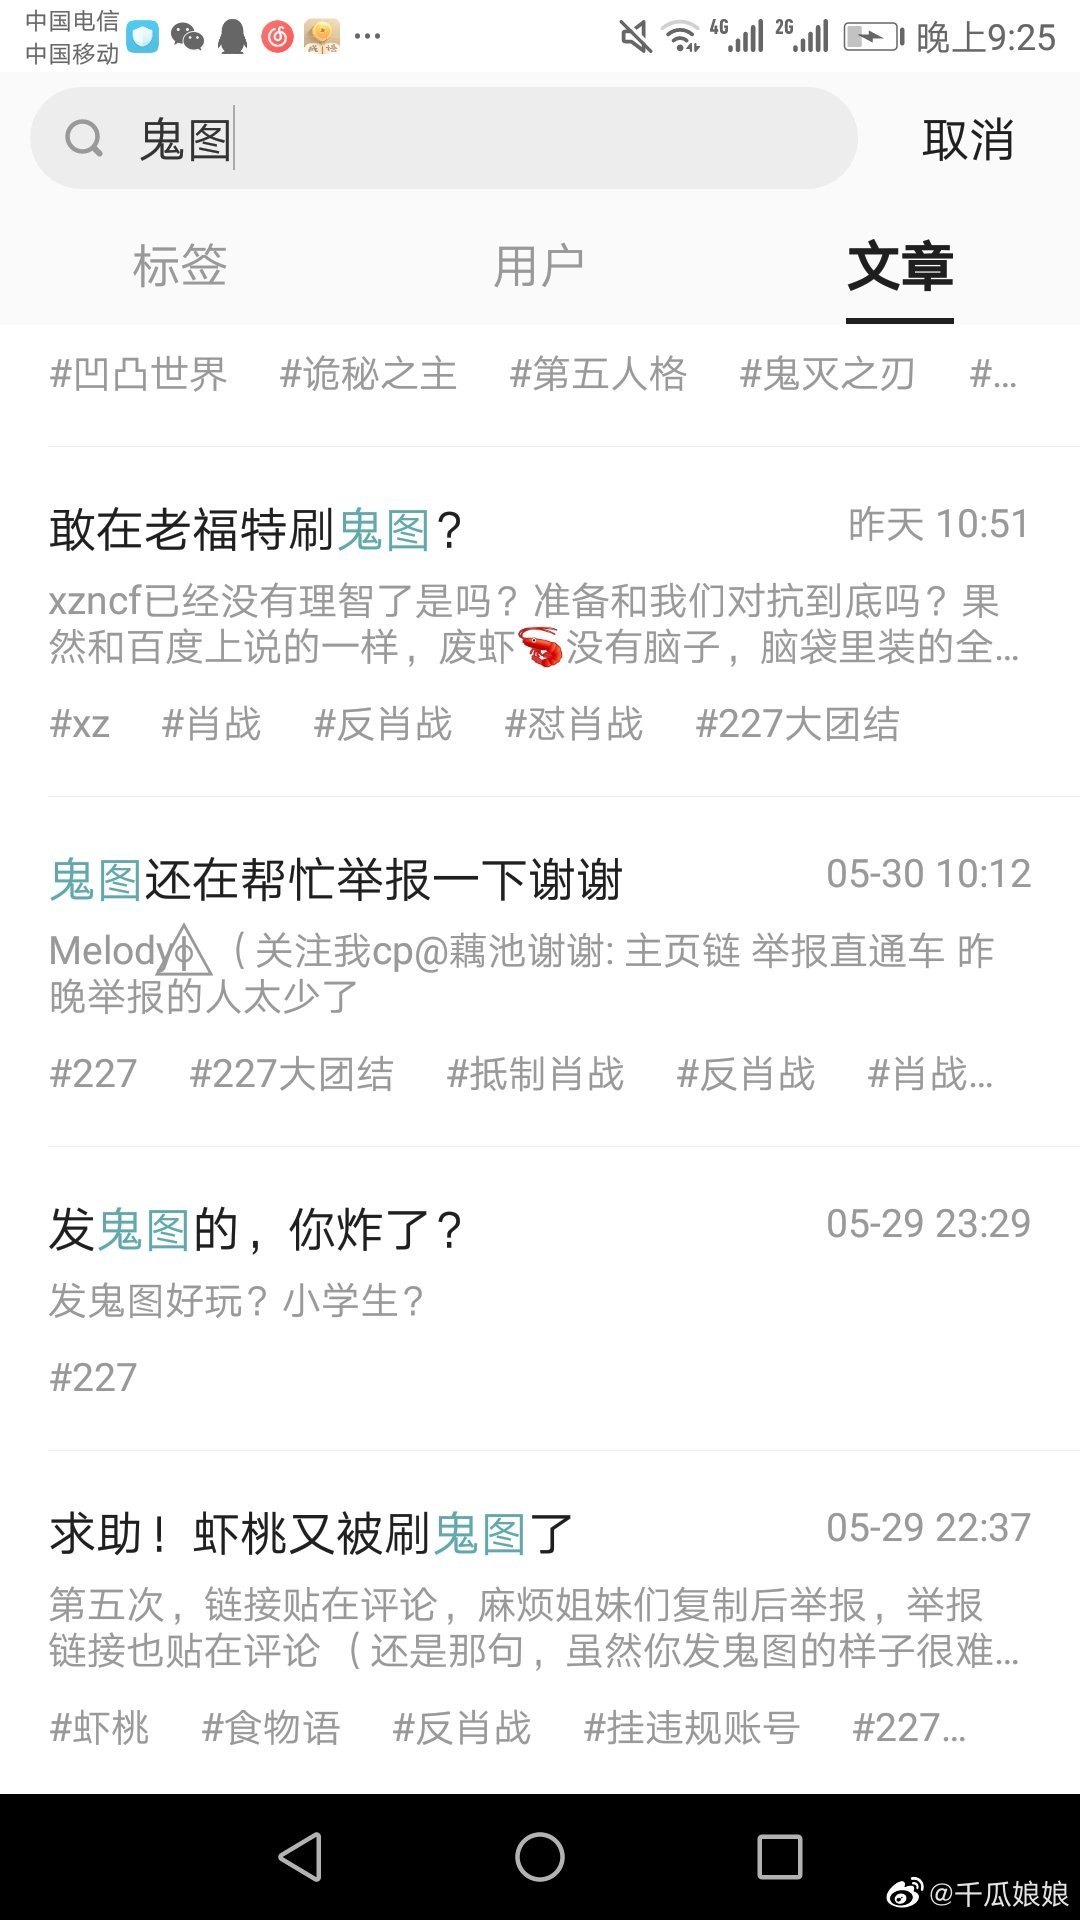 中国电信
中国移动
4G 2G 晚上9:25
鬼图 取消
标签 用户 文章
#凹凸世界 #诡秘之主 #第五人格 #鬼灭之刃 #...
敢在老福特刷鬼图？ 昨天 10:51
xzncf已经没有理智了是吗？准备和我们对抗到底吗？果
然和百度上说的一样，废虾🦐没有脑子，脑袋里装的全...
#xz #肖战 #反肖战 #怼肖战 #227大团结
鬼图还在帮忙举报一下谢谢 05-30 10:12
Melody（关注我cp@藕池谢谢: 主页链 举报直通车 昨
晚举报的人太少了
#227 #227大团结 #抵制肖战 #反肖战 #肖战...
发鬼图的，你炸了？ 05-29 23:29
发鬼图好玩？小学生？
#227
求助！虾桃又被刷鬼图了 05-29 22:37
第五次，链接贴在评论，麻烦姐妹们复制后举报，举报
链接也贴在评论（还是那句，虽然你发鬼图的样子很难...
#虾桃 #食物语 #反肖战 #挂违规账号 #227...
@千瓜娘娘